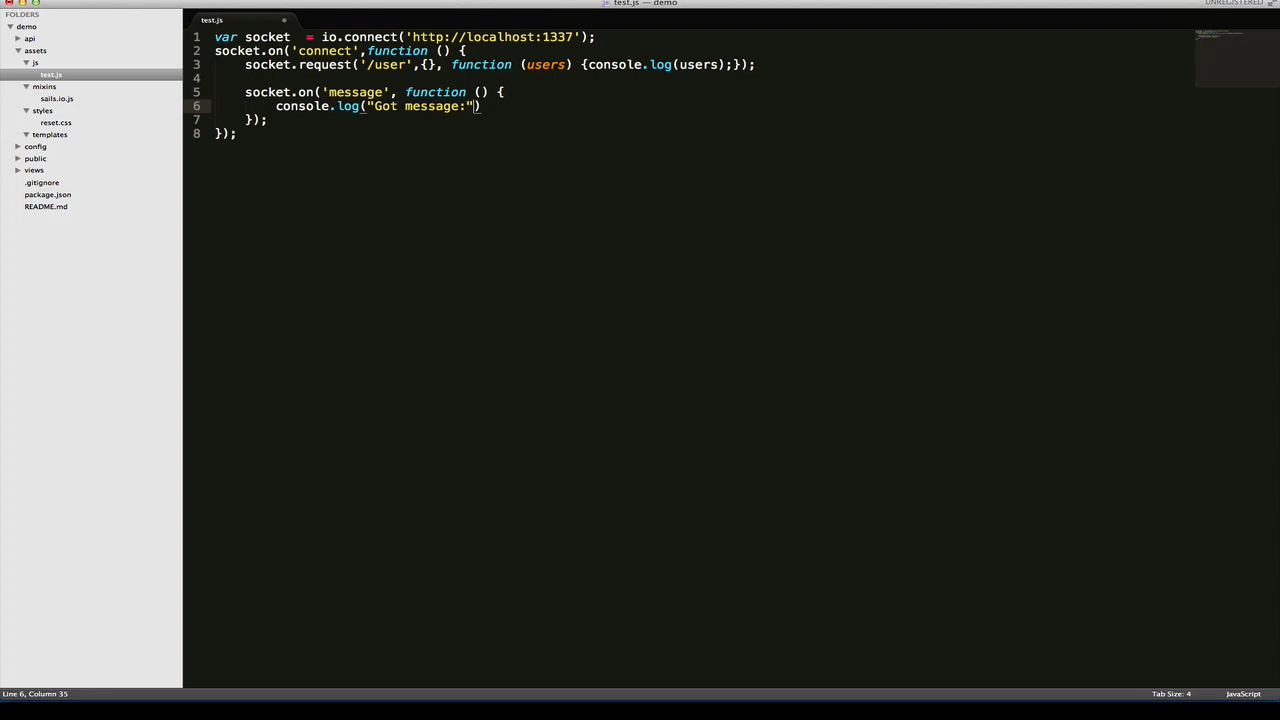 test.js — demo
UNREGISTERED
FOLDERS
demo
api
assets
js
test.js
mixins
sails.io.js
styles
reset.css
templates
config
public
views
.gitignore
package.json
README.md
test.js
1 var socket  = io.connect('http://localhost:1337');
2 socket.on('connect',function () {
3     socket.request('/user',{}, function (users) {console.log(users);});
4
5     socket.on('message', function () {
6         console.log("Got message:")
7     });
8 });
Line 6, Column 35
Tab Size: 4
JavaScript